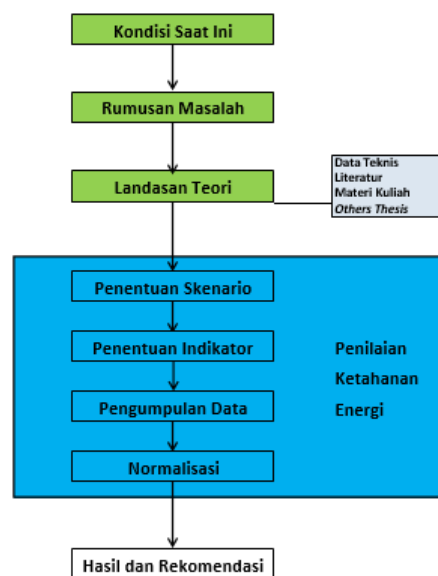 Kondisi Saat Ini
Rumusan Masalah
Landasan Teori
Data Teknis
Literatur
Materi Kuliah
Others Thesis
Penentuan Skenario
Penentuan Indikator
Pengumpulan Data
Normalisasi
Penilaian
Ketahanan
Energi
Hasil dan Rekomendasi